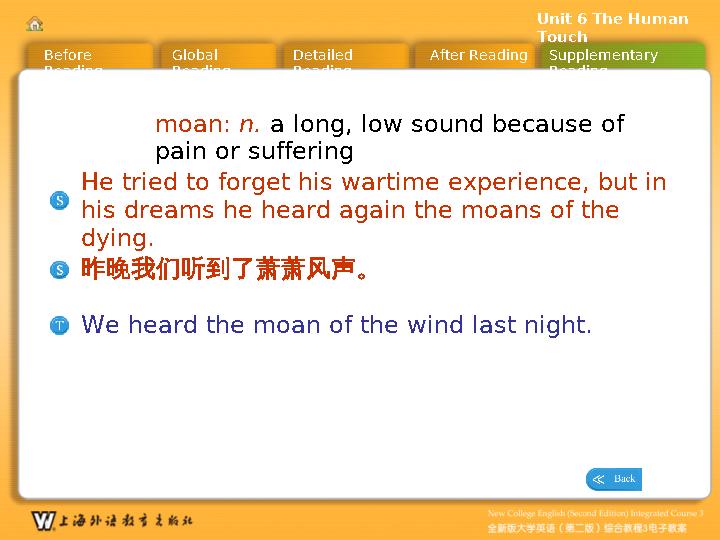 Unit 6 The Human
Touch
Before
Reading
Global
Reading
Detailed
Reading
After Reading
Supplementary
Reading
moan: n. a long, low sound because of
pain or suffering
S
He tried to forget his wartime experience, but in
his dreams he heard again the moans of the
dying.
S
昨晚我们听到了萧萧风声。
T
We heard the moan of the wind last night.
≪ Back
W 上海外语教育出版社
New College English (Second Edition) Integrated Course 3
全新版大学英语（第二版）综合教程3电子教案